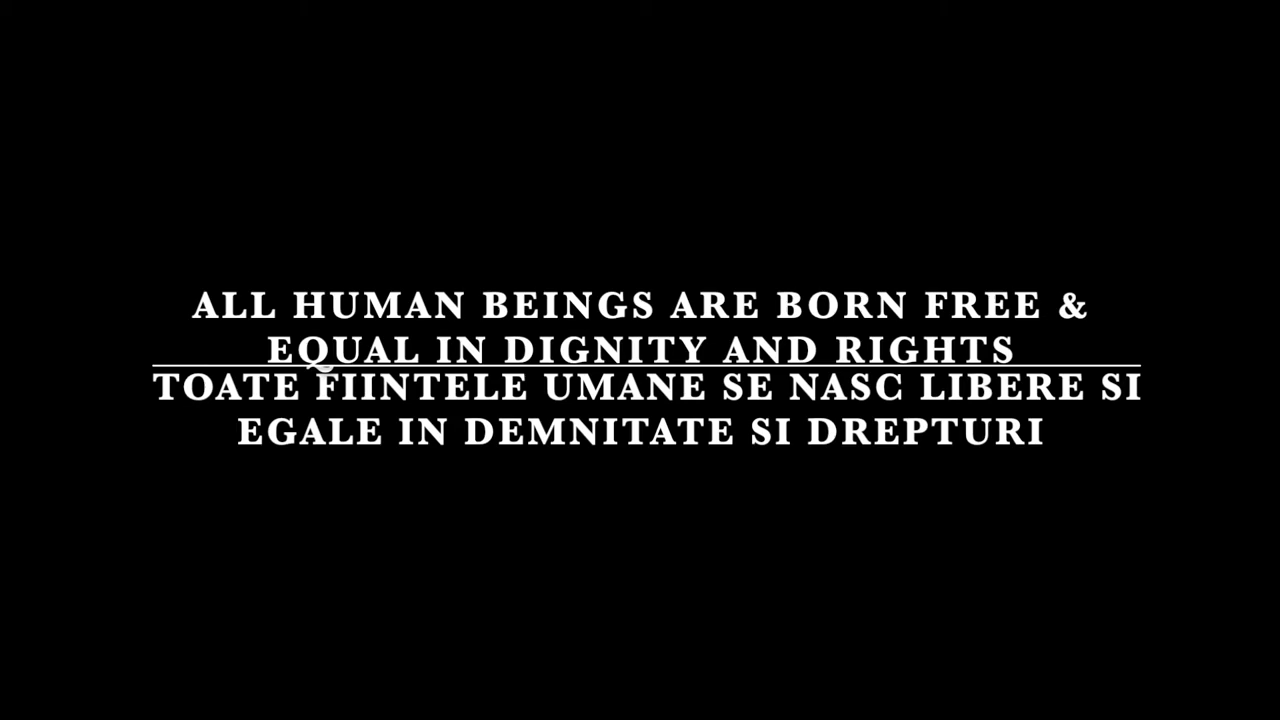 ALL HUMAN BEINGS ARE BORN FREE &
EQUAL IN DIGNITY AND RIGHTS
TOATE FIINTELE UMANE SE NASC LIBERE SI
EGALE IN DEMNITATE SI DREPTURI